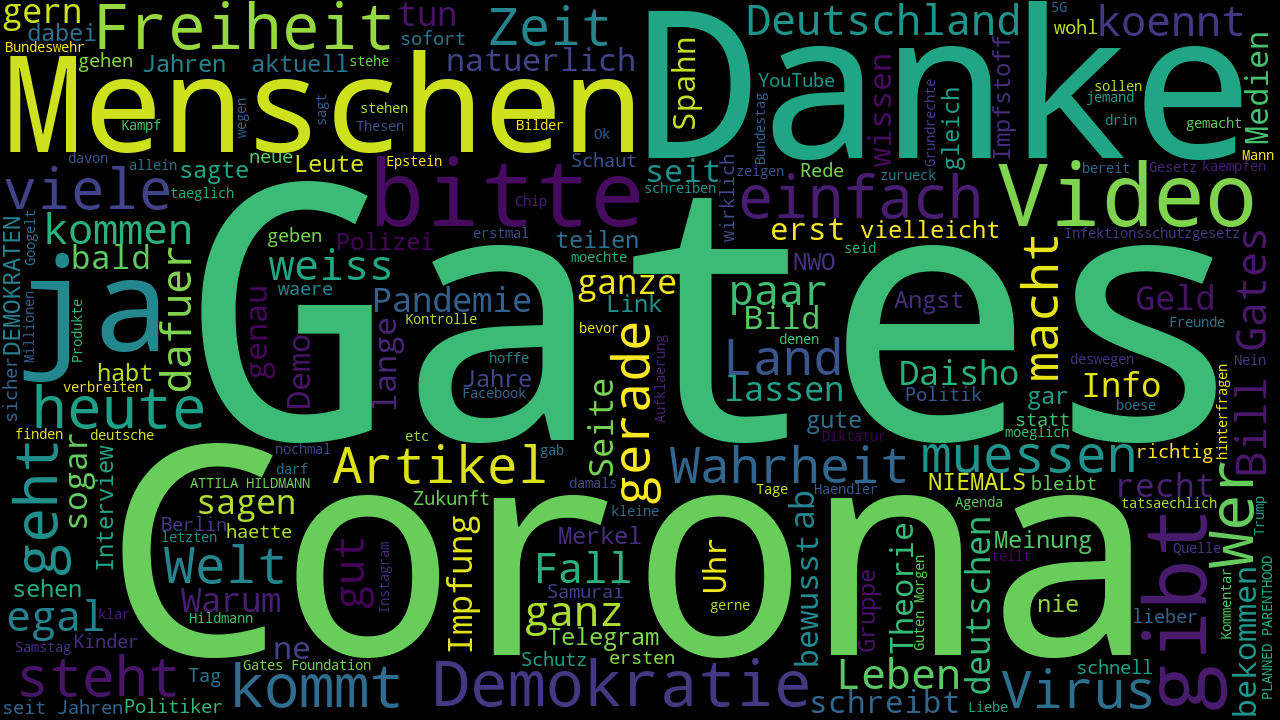 gern
dabei
Bundeswehr
Freiheit
tun
sofort
Zeit
Danke
Deutschland
5G
wohl
koennt
gehen
Jahren
aktuell
stehe
natuerlich
Menschen
Spahn
YouTube
wissen
Impfstoff
Medien
sollen
jemand
drin
gemacht
Mann
Kampf
wegen
sagt
stehen
Thesen
Bilder
Ok
Bundestag
Grundrechte
gleich
davon
allein
sagte
neue
Leute
Epstein
Schaut
seit
zeigen
Rede
zurueck
bereit
Gesetz
kaempfen
viele
taeglich
bitte
Chip
schreiben
wirklich
einfach
Video
DEMOKRATEN
Googelt
kommen
bald
dafuer
Gates
geben
Polizei
erstmal
teilen
moechte
erst
vielleicht
seid
Infektionsschutzgesetz
ja
weiss
waere
ganze
NWO
Link
paar
Bild
denen
Angst
macht
Geld
Freunde
Bill Gates
Millionen
Produkte
genau
Demo
Pandemie
Kontrolle
lange
bevor
hoffe
Jahre
Facebook
gerade
Aufklaerung
Land
lassen
Daisho
Politik
deswegen
Nein
Info
boese
sicher
habt
verbreiten
heute
Seite
gute
gar
statt
moeglich
hinterfragen
finden
deutsche
nochmal
etc
gab
Diktatur
richtig
geht
sogar
Interview
darf
Artikel
damals
Wahrheit
muessen
NIEMALS
bleibt
recht
Wer
ATTILA HILDMANN
sagen
Zukunft
kleine
Tage
Haendler
Agenda
tatsaechlich
Corona
Berlin
letzten
haette
Impfung
Merkel
Uhr
bewusst
ab
Meinung
teilt
gibt
Quelle
Trump
sehen
Welt
gut
Instagram
Fall
Samurai
gerne
Gruppe
Theorie
Guten Morgen
deutschen
nie
lieber
Kommentar
bekommen
PLANNED PARENTHOOD
egal
klar
Warum
Hildmann
ganz
Telegram
Samstag
Kinder
ne
Gates Foundation
Schutz
ersten
steht
Tag
kommt
Demokratie
schreibt
Leben
Liebe
Virus
schnell
seit Jahren
Politiker